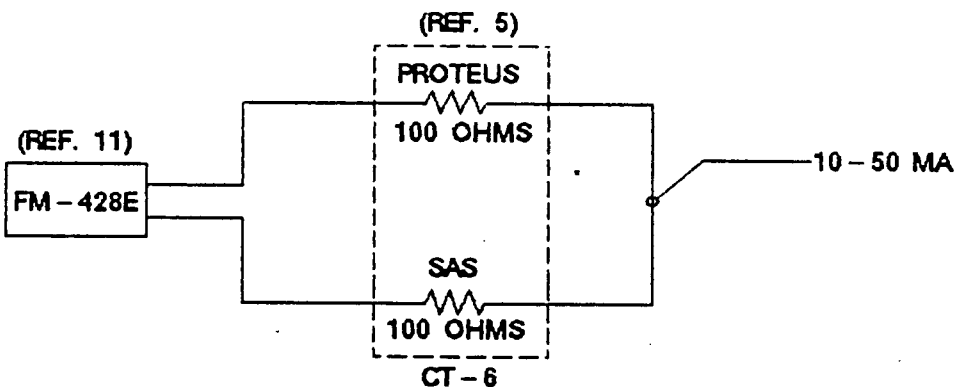 (REF. 5)
PROTEUS
100 OHMS
(REF. 11)
FM - 428E
10 - 50 MA
SAS
100 OHMS
CT - 6